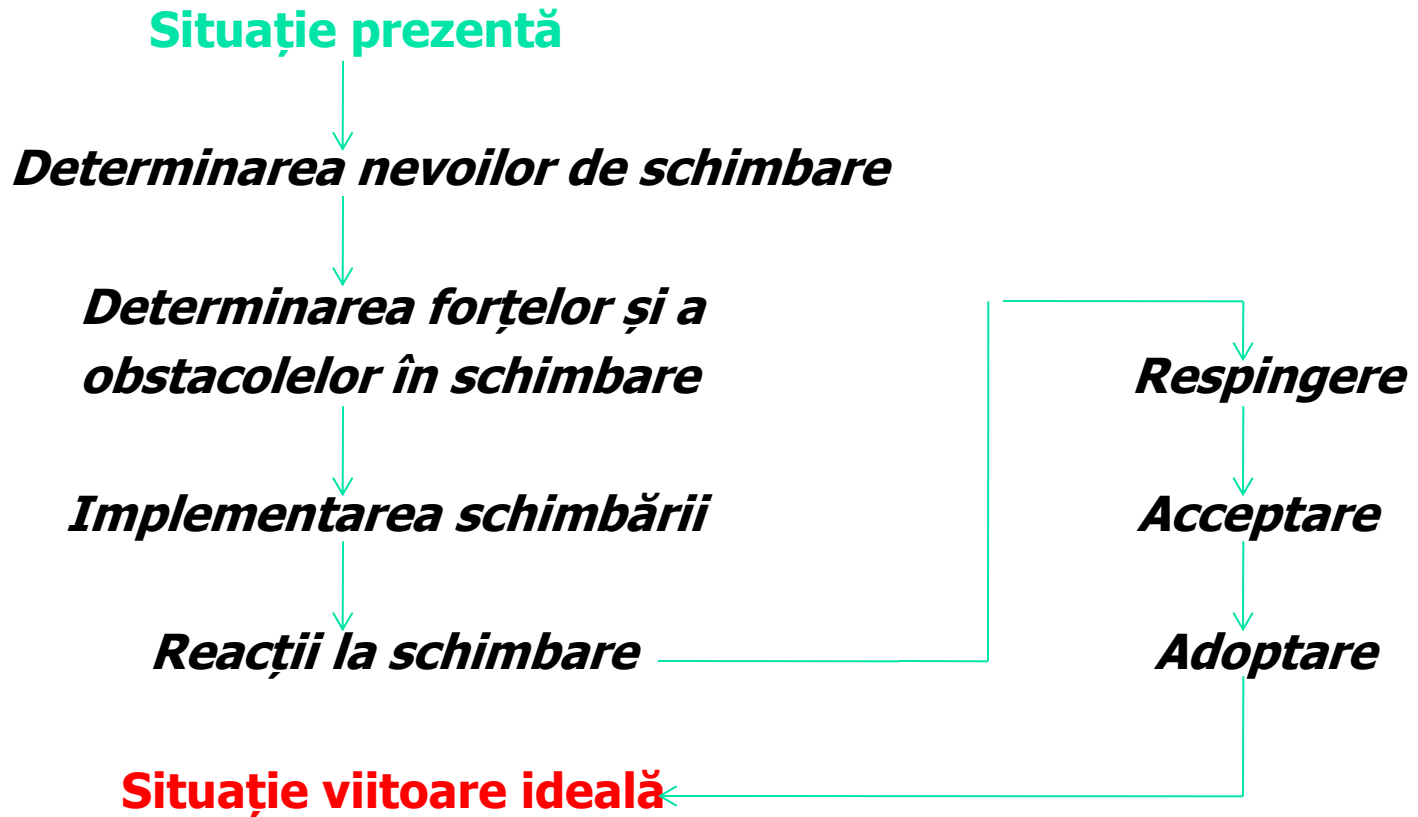 Situație prezentă
Determinarea nevoilor de schimbare
Determinarea forțelor și a
obstacolelor în schimbare
Implementarea schimbării
Reacții la schimbare
Respingere
Acceptare
Adoptare
Situație viitoare ideală